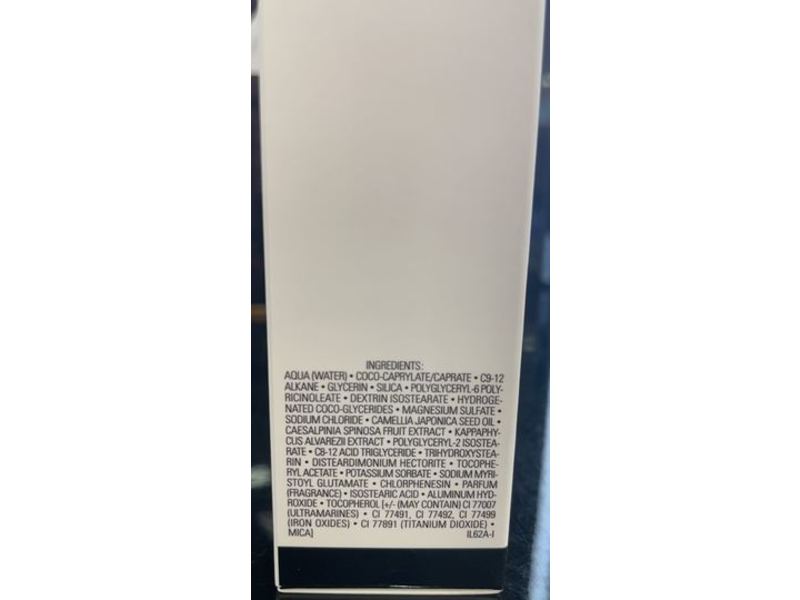 INGREDIENTS:
AQUA (WATER) • COCO-CAPRYLATE/CAPRATE • C9-12
ALKANE • GLYCERIN • SILICA • POLYGLYCERYL-6 POLY-
RICINOLEATE • DEXTRIN ISOSTEARATE • HYDROGE-
NATED COCO-GLYCERIDES • MAGNESIUM SULFATE •
SODIUM CHLORIDE • CAMELLIA JAPONICA SEED OIL •
CAESALPINIA SPINOSA FRUIT EXTRACT • KAPPAPHY-
CUS ALVAREZII EXTRACT • POLYGLYCERYL-2 ISOSTEA-
RATE • C8-12 ACID TRIGLYCERIDE • TRIHYDROXYSTEA-
RIN • DISTEARDIMONIUM HECTORITE • TOCOPHE-
RYL ACETATE • POTASSIUM SORBATE • SODIUM MYRI-
STOYL GLUTAMATE • CHLORPHENESIN • PARFUM
(FRAGRANCE) • ISOSTEARIC ACID • ALUMINUM HYD-
ROXIDE • TOCOPHEROL [+/- (MAY CONTAIN) CI 77007
(ULTRAMARINES) • CI 77491, CI 77492, CI 77499
(IRON OXIDES) • CI 77891 (TITANIUM DIOXIDE) •
MICA] IL62A-I